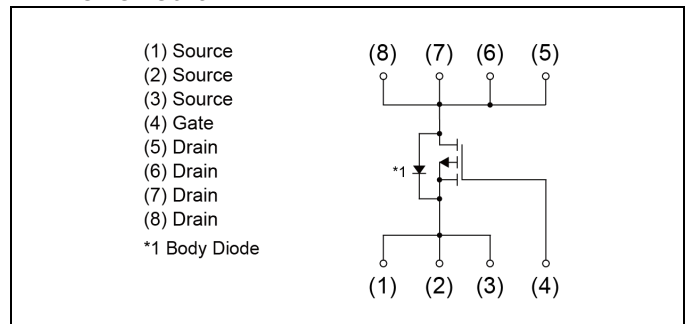 (1) Source
(2) Source
(3) Source
(4) Gate
(5) Drain
(6) Drain
(7) Drain
(8) Drain
*1 Body Diode
(8) (7) (6) (5)
*1
(1) (2) (3) (4)